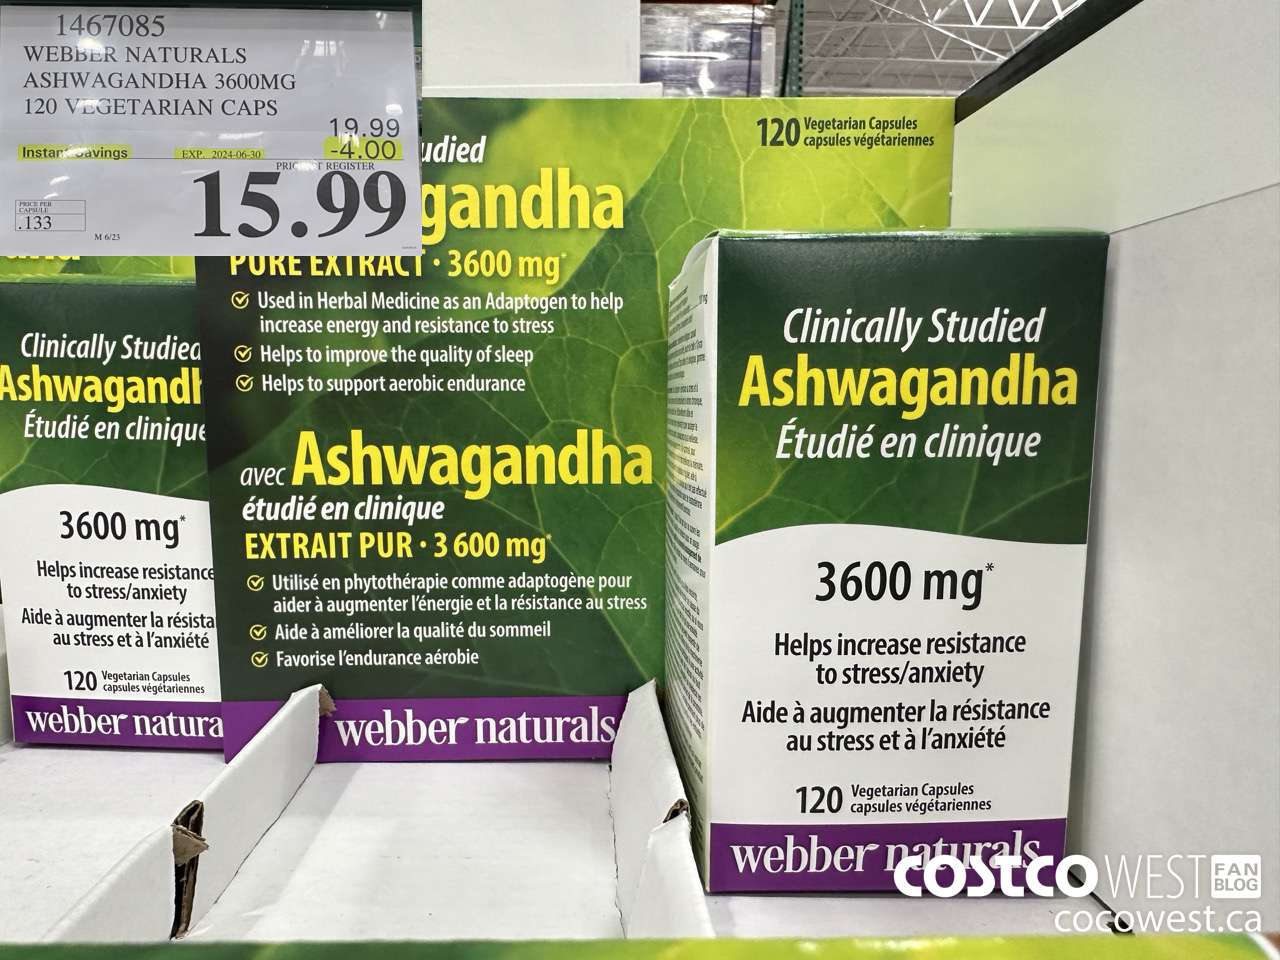 1467085
WEBBER NATURALS
ASHWAGANDHA 3600MG
120 VEGETARIAN CAPS
19.99
Instant Savings EXP. 2024-06-30 -4.00
PRICE AT REGISTER
15.99
PRICE PER
CAPSULE
.133
M 6/23
120 Vegetarian Capsules
capsules végétariennes
udied
gandha
PURE EXTRACT · 3600 mg*
Used in Herbal Medicine as an Adaptogen to help
increase energy and resistance to stress
Helps to improve the quality of sleep
Helps to support aerobic endurance
avec Ashwagandha
étudié en clinique
EXTRAIT PUR · 3 600 mg*
Utilisé en phytothérapie comme adaptogène pour
aider à augmenter l'énergie et la résistance au stress
Aide à améliorer la qualité du sommeil
Favorise l'endurance aérobie
webber naturals
Clinically Studied
Ashwagandh
Étudié en clinique
3600 mg*
Helps increase resistance
to stress/anxiety
Aide à augmenter la résista
au stress et à l'anxiété
120 Vegetarian Capsules
capsules végétariennes
webber natura
Clinically Studied
Ashwagandha
Étudié en clinique
3600 mg*
Helps increase resistance
to stress/anxiety
Aide à augmenter la résistance
au stress et à l'anxiété
120 Vegetarian Capsules
capsules végétariennes
webber naturals
COSTCO WEST FAN BLOG
cocowest.ca